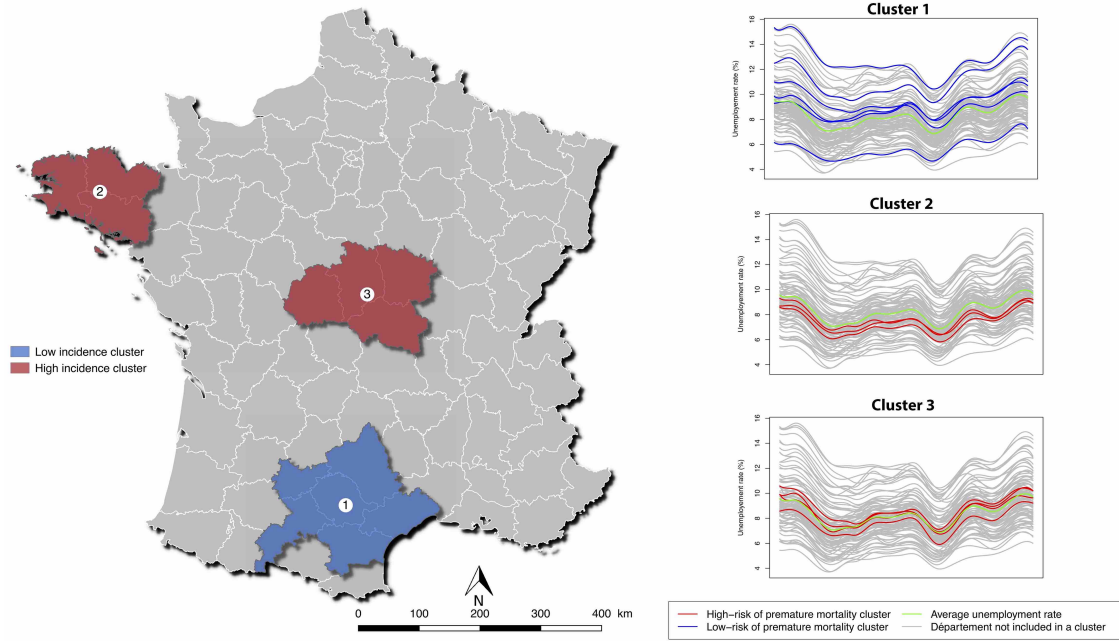 2
3
1
Low incidence cluster
High incidence cluster
N
0 100 200 300 400 km
Cluster 1
Unemployement rate (%)
4 6 8 10 12 14 16
Cluster 2
Unemployement rate (%)
4 6 8 10 12 14 16
Cluster 3
Unemployement rate (%)
4 6 8 10 12 14 16
High−risk of premature mortality cluster
Low−risk of premature mortality cluster
Average unemployment rate
Département not included in a cluster